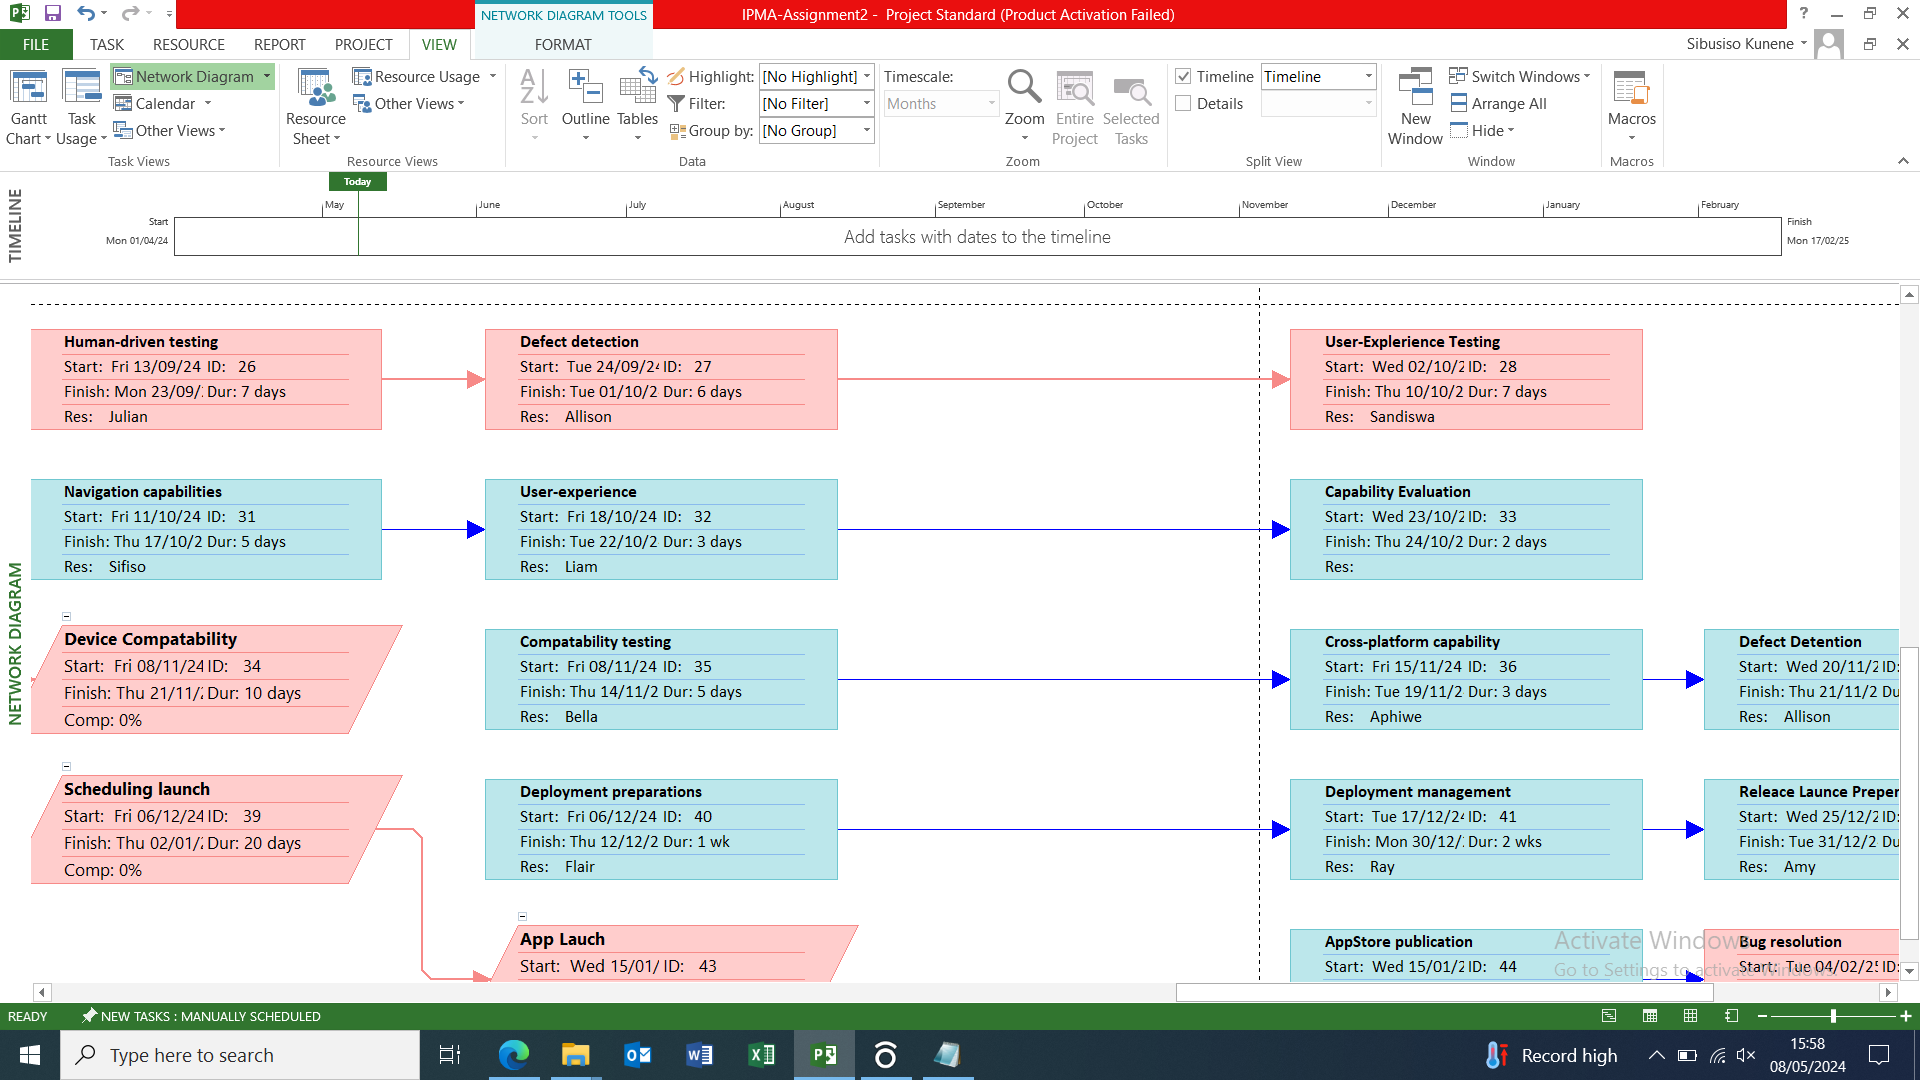 NETWORK DIAGRAM TOOLS
IPMA-Assignment2 - Project Standard (Product Activation Failed)
FILE TASK RESOURCE REPORT PROJECT VIEW FORMAT
Sibusiso Kunene
Gantt Chart
Task Usage
Network Diagram
Calendar
Other Views
Task Views
Resource Sheet
Resource Usage
Other Views
Resource Views
Sort
Outline
Tables
Highlight: [No Highlight]
Filter: [No Filter]
Group by: [No Group]
Data
Timescale:
Months
Zoom
Entire Project
Selected Tasks
Zoom
Timeline Timeline
Details
Split View
New Window
Switch Windows
Arrange All
Hide
Window
Macros
Macros
TIMELINE
Today
May June July August September October November December January February
Start
Mon 01/04/24
Add tasks with dates to the timeline
Finish
Mon 17/02/25
NETWORK DIAGRAM
Human-driven testing
Start: Fri 13/09/24 ID: 26
Finish: Mon 23/09/ Dur: 7 days
Res: Julian
Defect detection
Start: Tue 24/09/24 ID: 27
Finish: Tue 01/10/2 Dur: 6 days
Res: Allison
User-Explerience Testing
Start: Wed 02/10/2 ID: 28
Finish: Thu 10/10/2 Dur: 7 days
Res: Sandiswa
Navigation capabilities
Start: Fri 11/10/24 ID: 31
Finish: Thu 17/10/2 Dur: 5 days
Res: Sifiso
User-experience
Start: Fri 18/10/24 ID: 32
Finish: Tue 22/10/2 Dur: 3 days
Res: Liam
Capability Evaluation
Start: Wed 23/10/2 ID: 33
Finish: Thu 24/10/2 Dur: 2 days
Res:
Device Compatability
Start: Fri 08/11/24 ID: 34
Finish: Thu 21/11/ Dur: 10 days
Comp: 0%
Compatability testing
Start: Fri 08/11/24 ID: 35
Finish: Thu 14/11/2 Dur: 5 days
Res: Bella
Cross-platform capability
Start: Fri 15/11/24 ID: 36
Finish: Tue 19/11/2 Dur: 3 days
Res: Aphiwe
Defect Detention
Start: Wed 20/11/2 ID:
Finish: Thu 21/11/2 Du
Res: Allison
Scheduling launch
Start: Fri 06/12/24 ID: 39
Finish: Thu 02/01/ Dur: 20 days
Comp: 0%
Deployment preparations
Start: Fri 06/12/24 ID: 40
Finish: Thu 12/12/2 Dur: 1 wk
Res: Flair
Deployment management
Start: Tue 17/12/24 ID: 41
Finish: Mon 30/12/ Dur: 2 wks
Res: Ray
Releace Launce Preper
Start: Wed 25/12/2 ID:
Finish: Tue 31/12/2 Du
Res: Amy
App Lauch
Start: Wed 15/01/ ID: 43
AppStore publication
Start: Wed 15/01/2 ID: 44
Bug resolution
Start: Tue 04/02/25 ID:
Activate Windows
Go to Settings to activate Windows.
READY NEW TASKS : MANUALLY SCHEDULED
Type here to search
Record high
15:58
08/05/2024